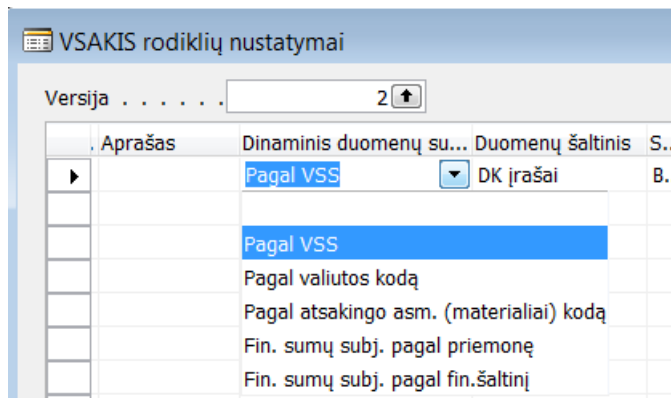 VSAKIS rodiklių nustatymai
Versija . . . . . . 2
. Aprašas Dinaminis duomenų su... Duomenų šaltinis S..
Pagal VSS DK įrašai B.
Pagal VSS
Pagal valiutos kodą
Pagal atsakingo asm. (materialiai) kodą
Fin. sumų subj. pagal priemonę
Fin. sumų subj. pagal fin.šaltinį